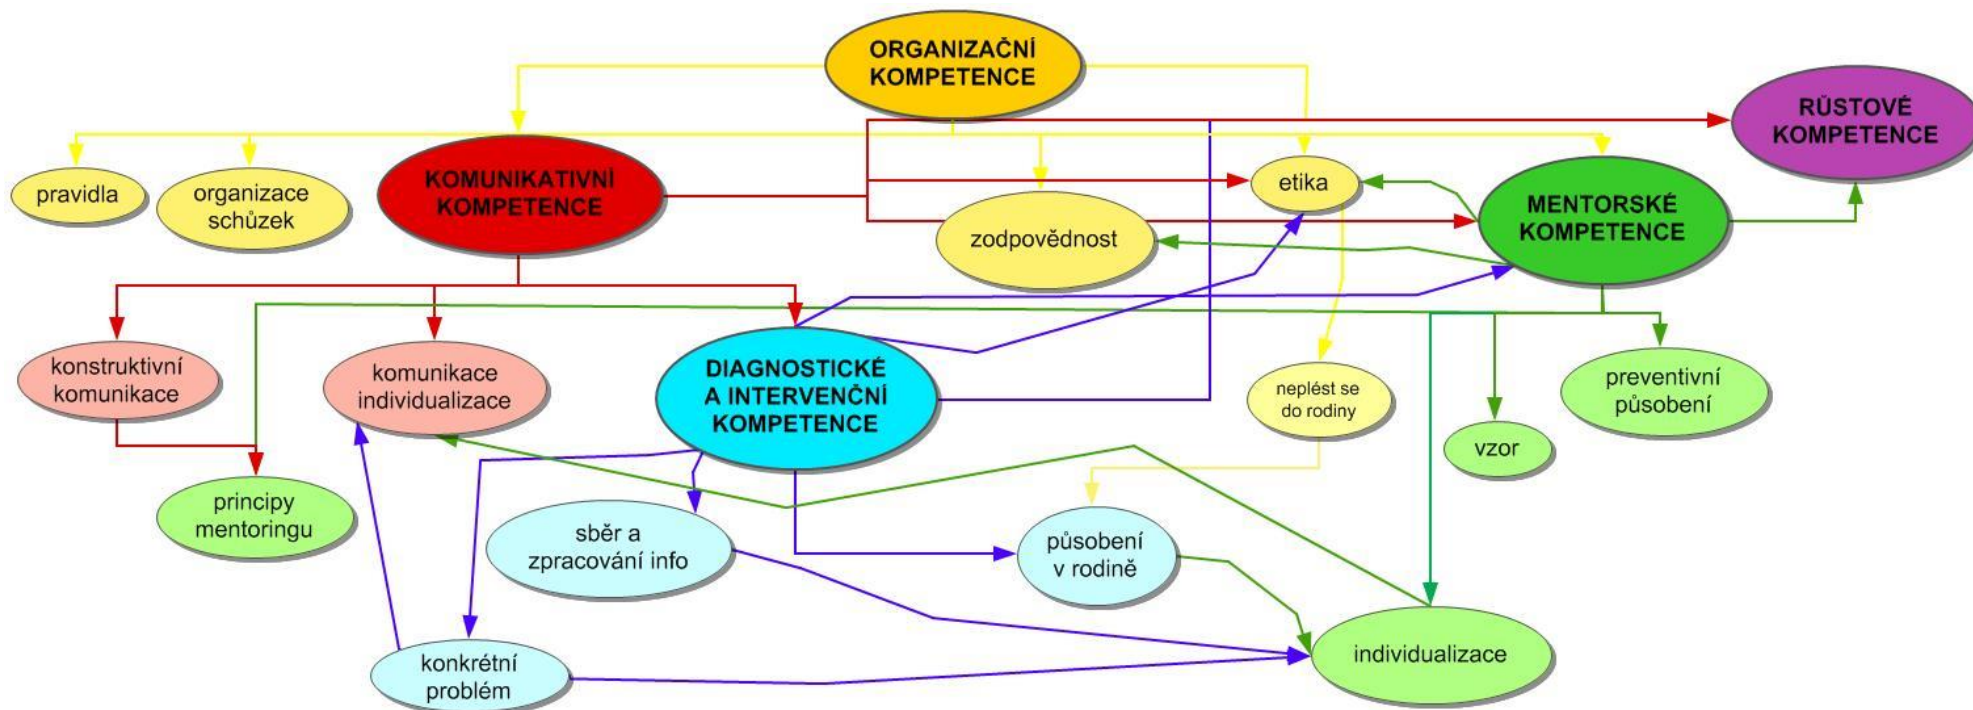 ORGANIZAČNÍ
KOMPETENCE
RŮSTOVÉ
KOMPETENCE
pravidla
organizace
schůzek
KOMUNIKATIVNÍ
KOMPETENCE
etika
zodpovědnost
MENTORSKÉ
KOMPETENCE
konstruktivní
komunikace
komunikace
individualizace
DIAGNOSTICKÉ
A INTERVENČNÍ
KOMPETENCE
neplést se
do rodiny
preventivní
působení
vzor
principy
mentoringu
sběr a
zpracování info
působení
v rodině
konkrétní
problém
individualizace